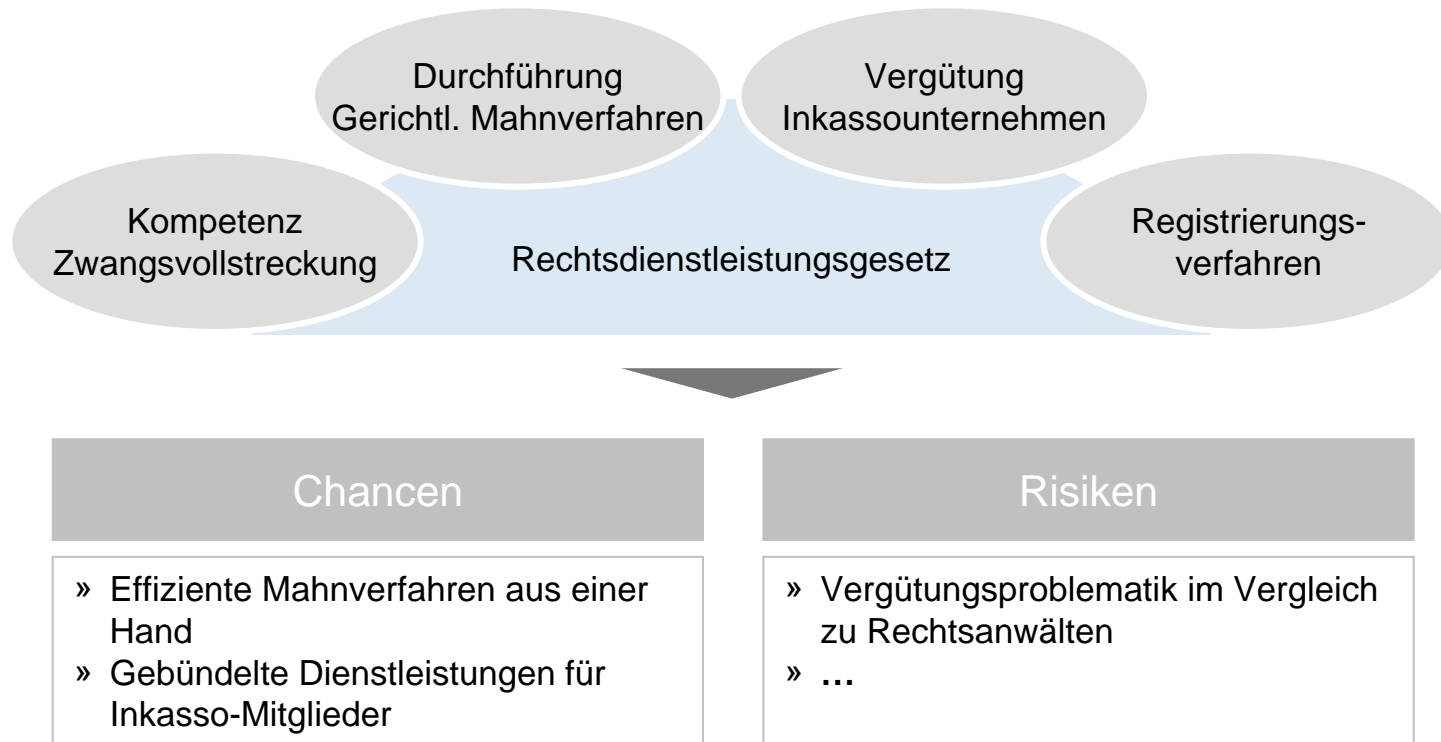 Durchführung
Gerichtl. Mahnverfahren
Vergütung
Inkassounternehmen
Kompetenz
Zwangsvollstreckung
Rechtsdienstleistungsgesetz
Registrierungs-
verfahren
Chancen
» Effiziente Mahnverfahren aus einer
Hand
» Gebündelte Dienstleistungen für
Inkasso-Mitglieder
Risiken
» Vergütungsproblematik im Vergleich
zu Rechtsanwälten
» ...